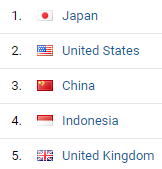 1. Japan
2. United States
3. China
4. Indonesia
5. United Kingdom